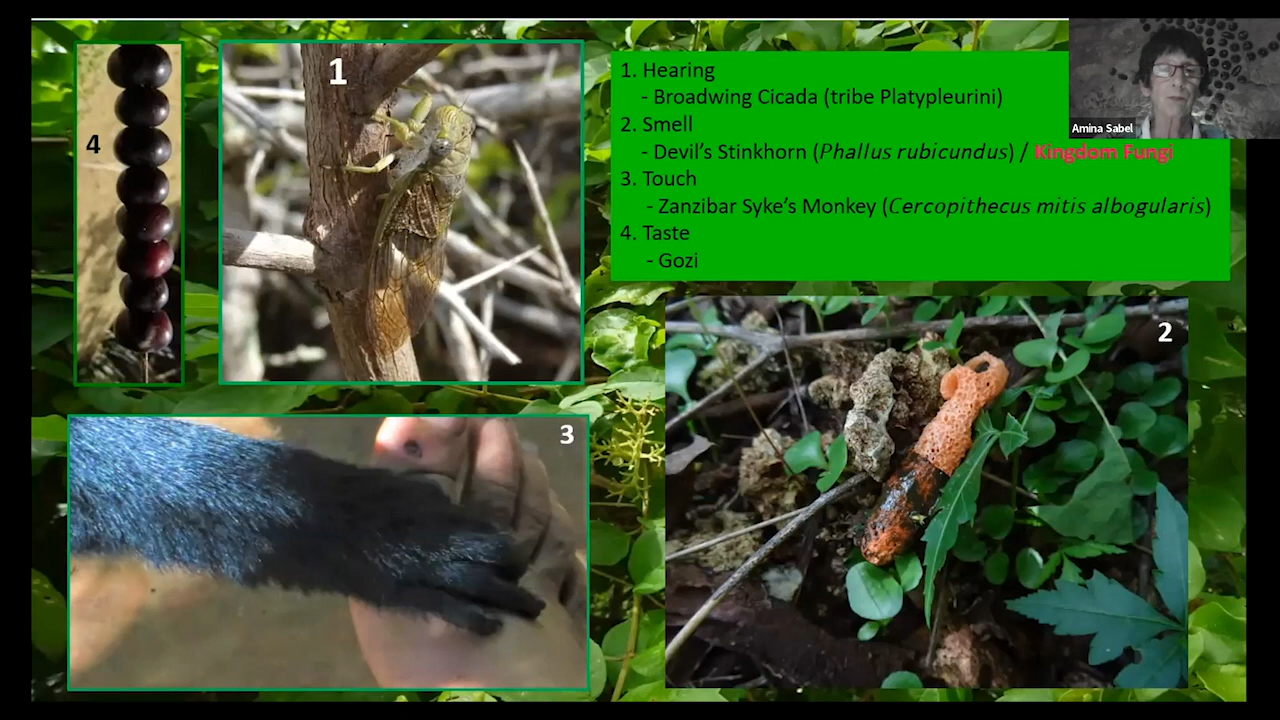 1. Hearing
- Broadwing Cicada (tribe Platypleurini)
2. Smell
- Devil’s Stinkhorn (Phallus rubicundus) / Kingdom Fungi
3. Touch
- Zanzibar Syke’s Monkey (Cercopithecus mitis albogularis)
4. Taste
- Gozi
Amina Sabel
4
1
3
2